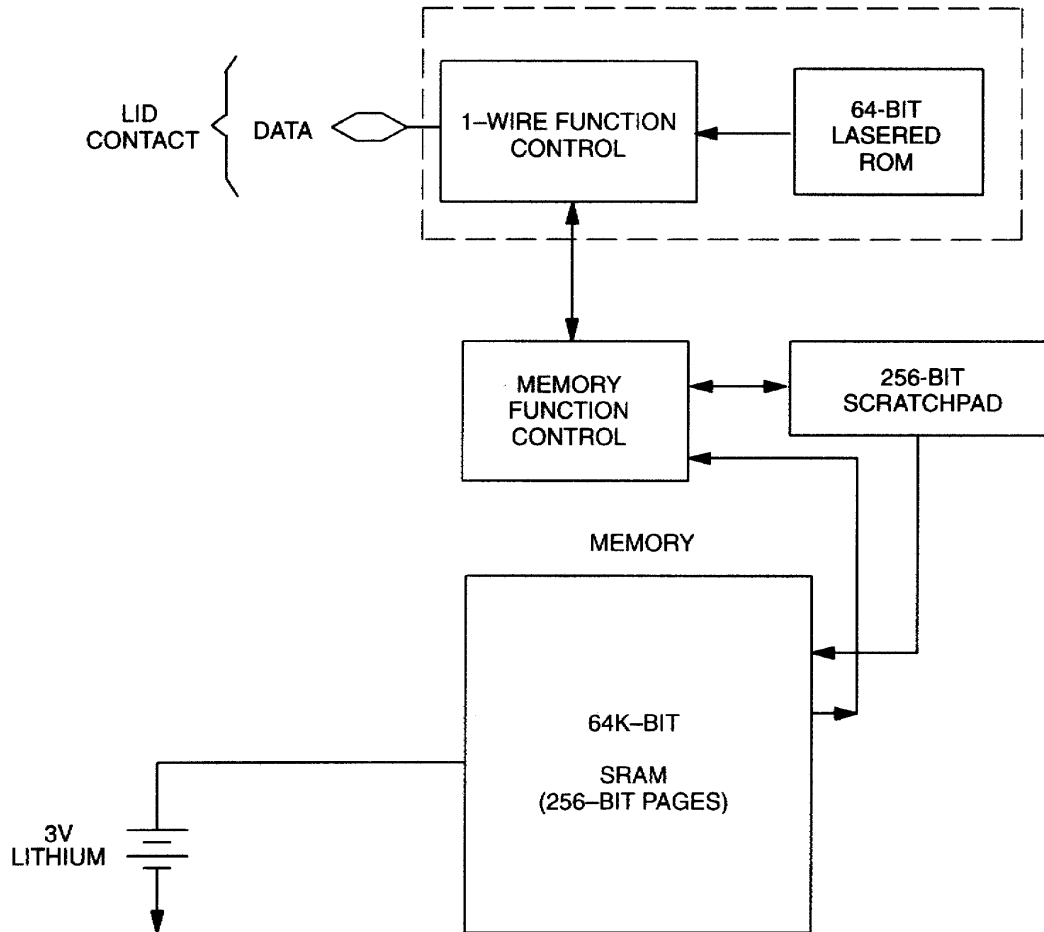 LID
CONTACT
DATA
1–WIRE FUNCTION
CONTROL
64-BIT
LASERED
ROM
MEMORY
FUNCTION
CONTROL
256-BIT
SCRATCHPAD
MEMORY
64K–BIT
SRAM
(256–BIT PAGES)
3V
LITHIUM